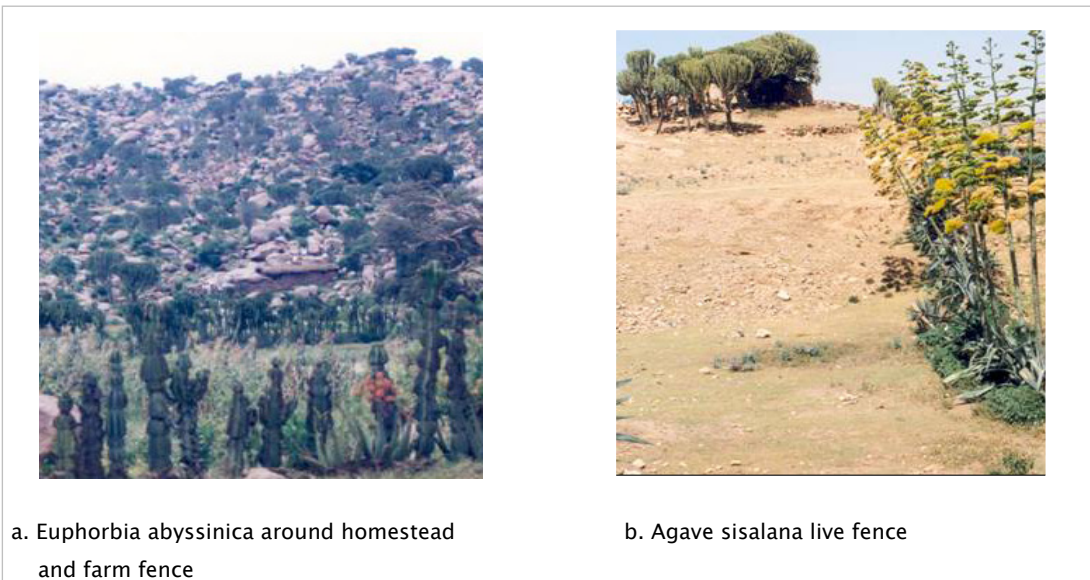 a. Euphorbia abyssinica around homestead
and farm fence
b. Agave sisalana live fence